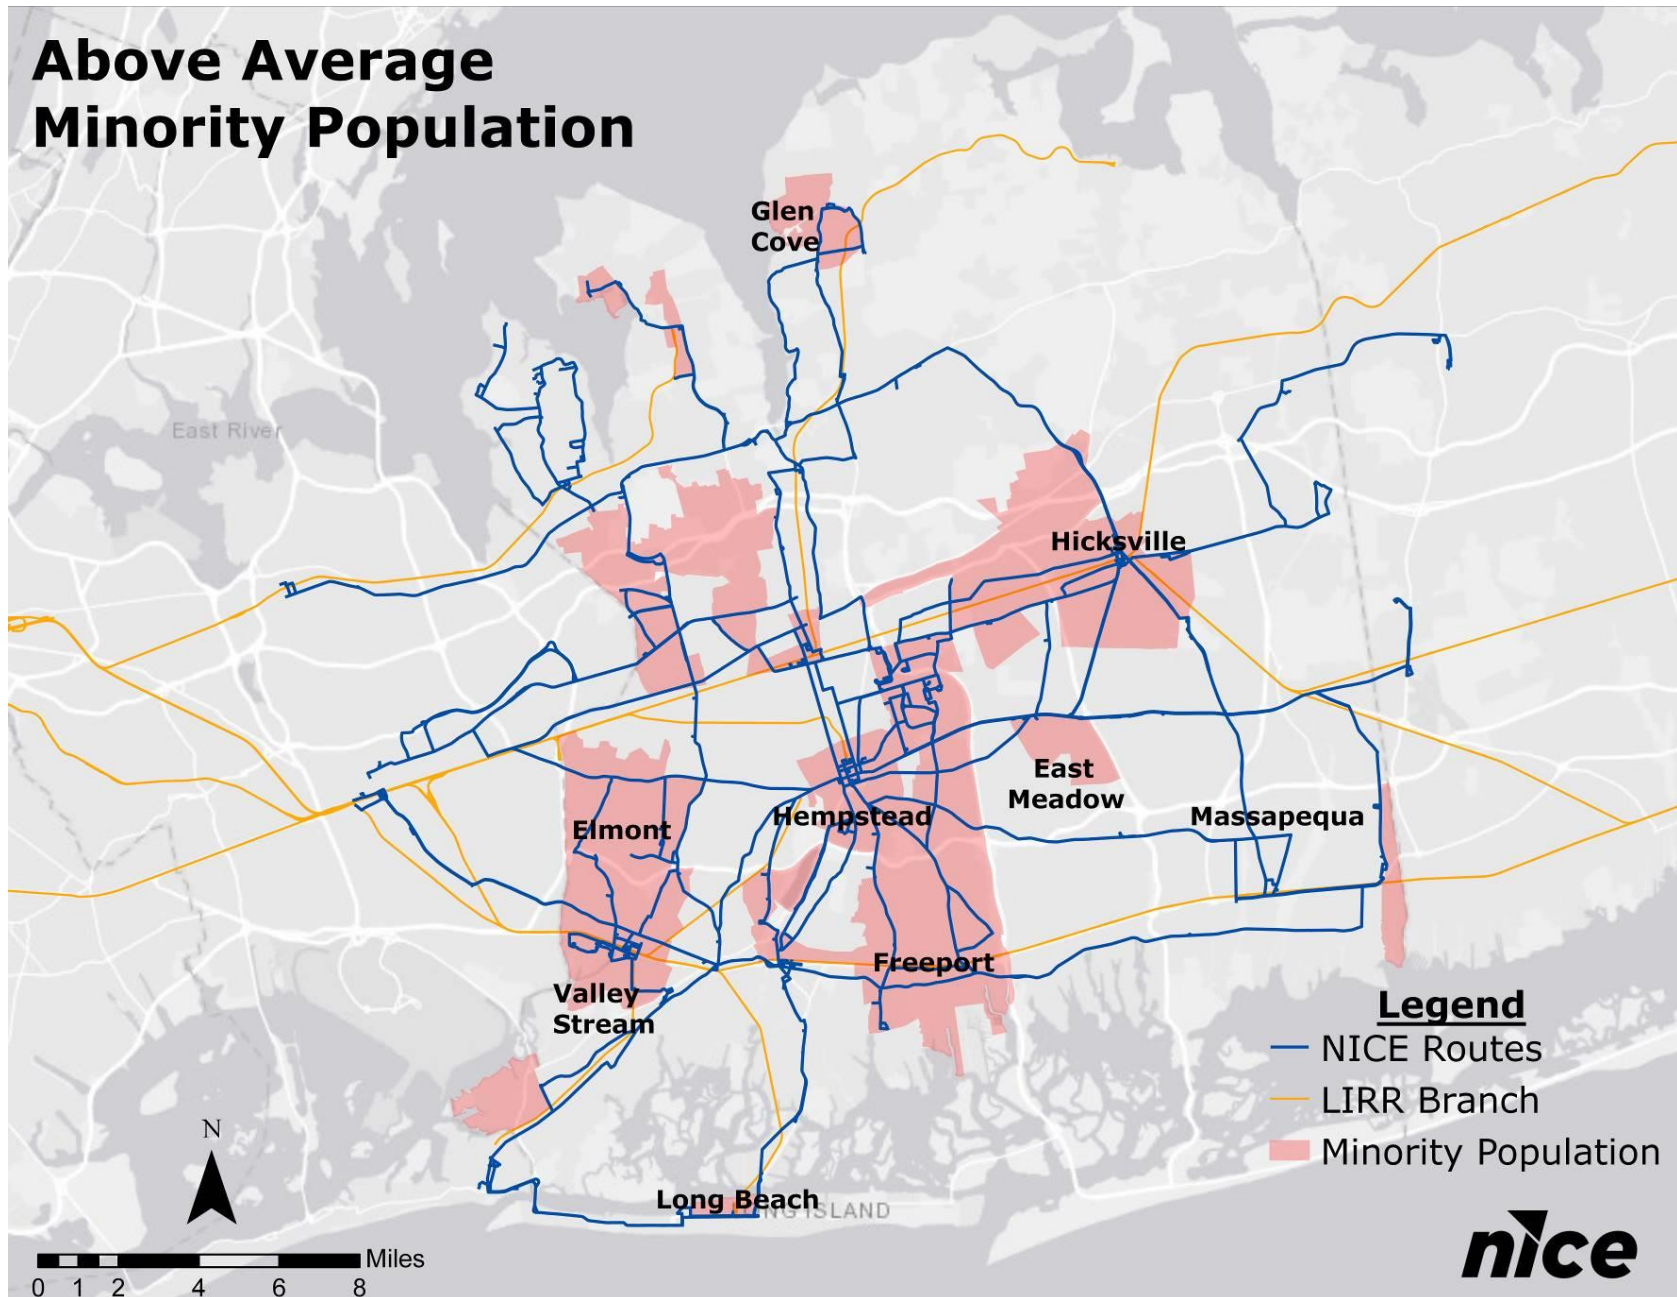 Above Average
Minority Population
Glen
Cove
East River
Hicksville
East
Meadow
Massapequa
Hempstead
Elmont
Freeport
Valley
Stream
Long Beach
ISLAND
Legend
NICE Routes
LIRR Branch
Minority Population
N
Miles
0 1 2 4 6 8
nice